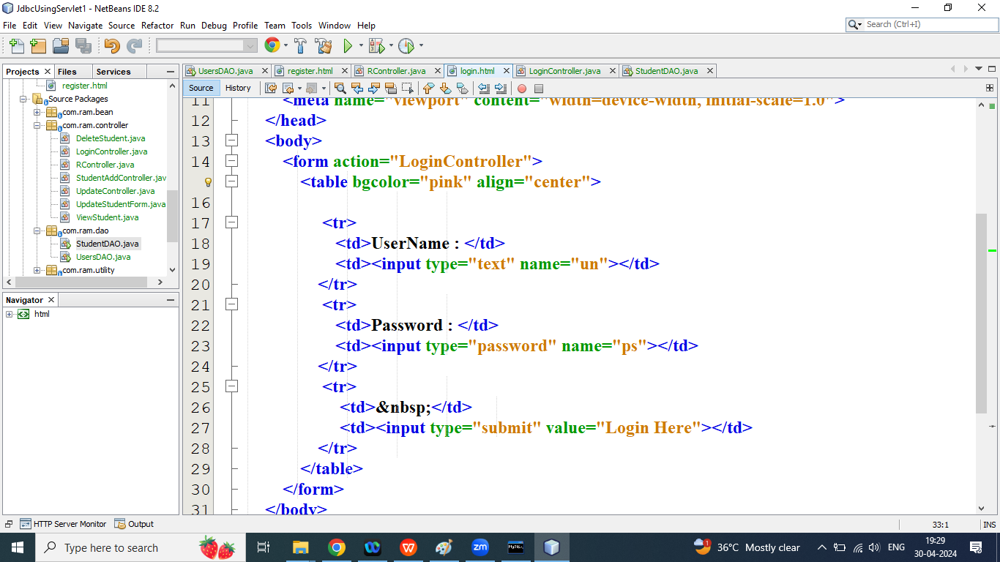 JdbcUsingServlet1 - NetBeans IDE 8.2
File Edit View Navigate Source Refactor Run Debug Profile Team Tools Window Help
Search (Ctrl+I)
Projects Files Services
UsersDAO.java register.html RController.java login.html LoginController.java StudentDAO.java
Source History
register.html
Source Packages
com.ram.bean
com.ram.controller
DeleteStudent.java
LoginController.java
RController.java
StudentAddController.jav
UpdateController.java
UpdateStudentForm.java
ViewStudent.java
com.ram.dao
StudentDAO.java
UsersDAO.java
com.ram.utility
Navigator
html
11 <meta name="viewport" content="width=device-width, initial-scale=1.0">
12 </head>
13 <body>
14 <form action="LoginController">
<table bgcolor="pink" align="center">
16
17 <tr>
18 <td>UserName : </td>
19 <td><input type="text" name="un"></td>
20 </tr>
21 <tr>
22 <td>Password : </td>
23 <td><input type="password" name="ps"></td>
24 </tr>
25 <tr>
26 <td>&nbsp;</td>
27 <td><input type="submit" value="Login Here"></td>
28 </tr>
29 </table>
30 </form>
31 </body>
HTTP Server Monitor Output
33:1 INS
Type here to search
zm
MySQL
1
36°C Mostly clear
ENG
19:29
30-04-2024